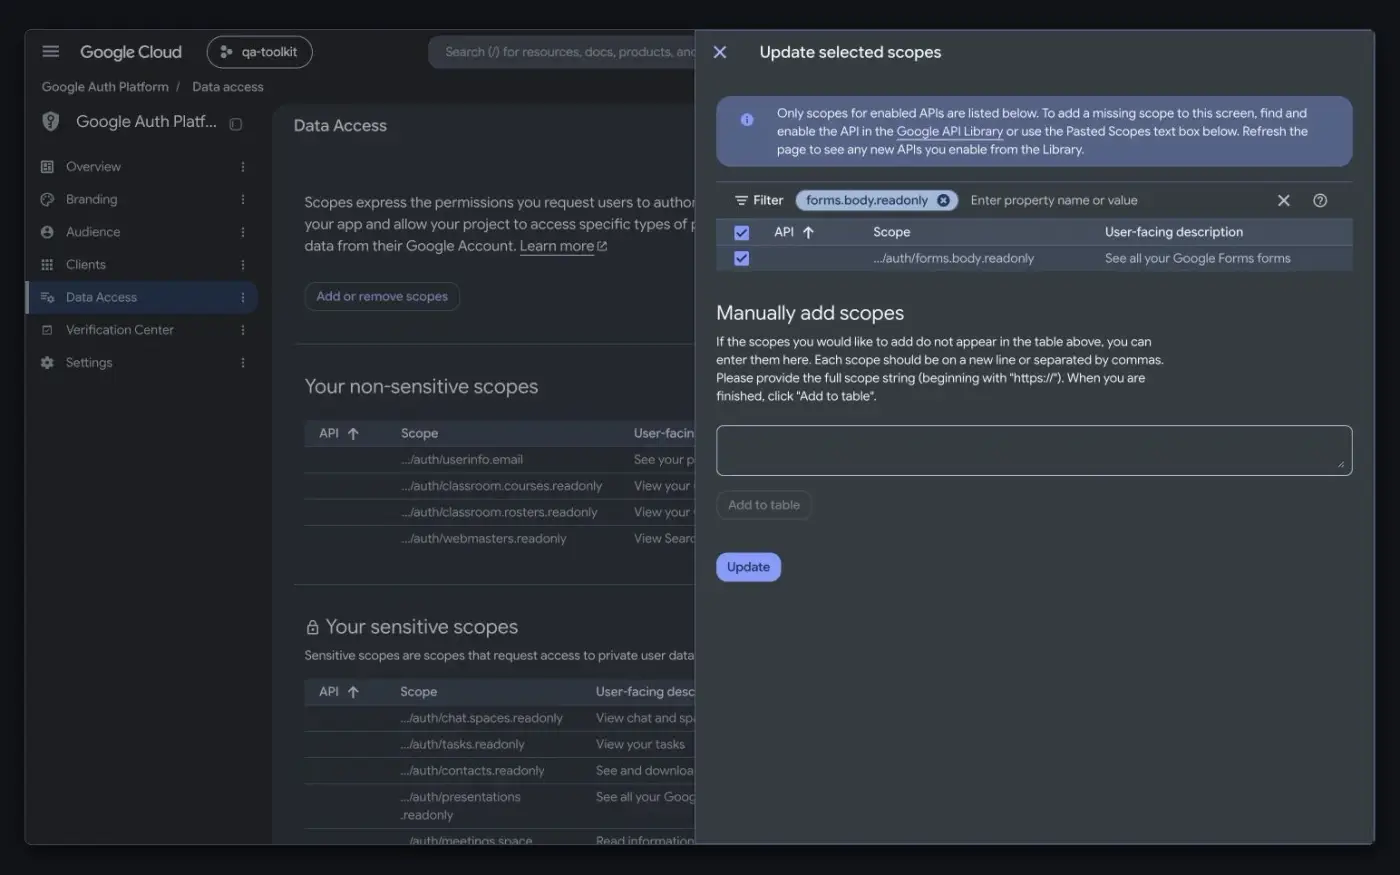 Google Cloud
qa-toolkit
Search (/) for resources, docs, products, and
Google Auth Platform / Data access
Google Auth Platf...
Overview
Branding
Audience
Clients
Data Access
Verification Center
Settings
Data Access
Scopes express the permissions you request users to author
your app and allow your project to access specific types of p
data from their Google Account. Learn more
Add or remove scopes
Your non-sensitive scopes
API Scope User-facin
.../auth/userinfo.email See your p
.../auth/classroom.courses.readonly View your
.../auth/classroom.rosters.readonly View your
.../auth/webmasters.readonly View Searc
Your sensitive scopes
Sensitive scopes are scopes that request access to private user data
API Scope User-facing desc
.../auth/chat.spaces.readonly View chat and spa
.../auth/tasks.readonly View your tasks
.../auth/contacts.readonly See and downloa
.../auth/presentations See all your Goog
.readonly
.../auth/meetings.space Read information
Update selected scopes
Only scopes for enabled APIs are listed below. To add a missing scope to this screen, find and
enable the API in the Google API Library or use the Pasted Scopes text box below. Refresh the
page to see any new APIs you enable from the Library.
Filter forms.body.readonly Enter property name or value
API Scope User-facing description
.../auth/forms.body.readonly See all your Google Forms forms
Manually add scopes
If the scopes you would like to add do not appear in the table above, you can
enter them here. Each scope should be on a new line or separated by commas.
Please provide the full scope string (beginning with "https://"). When you are
finished, click "Add to table".
Add to table
Update